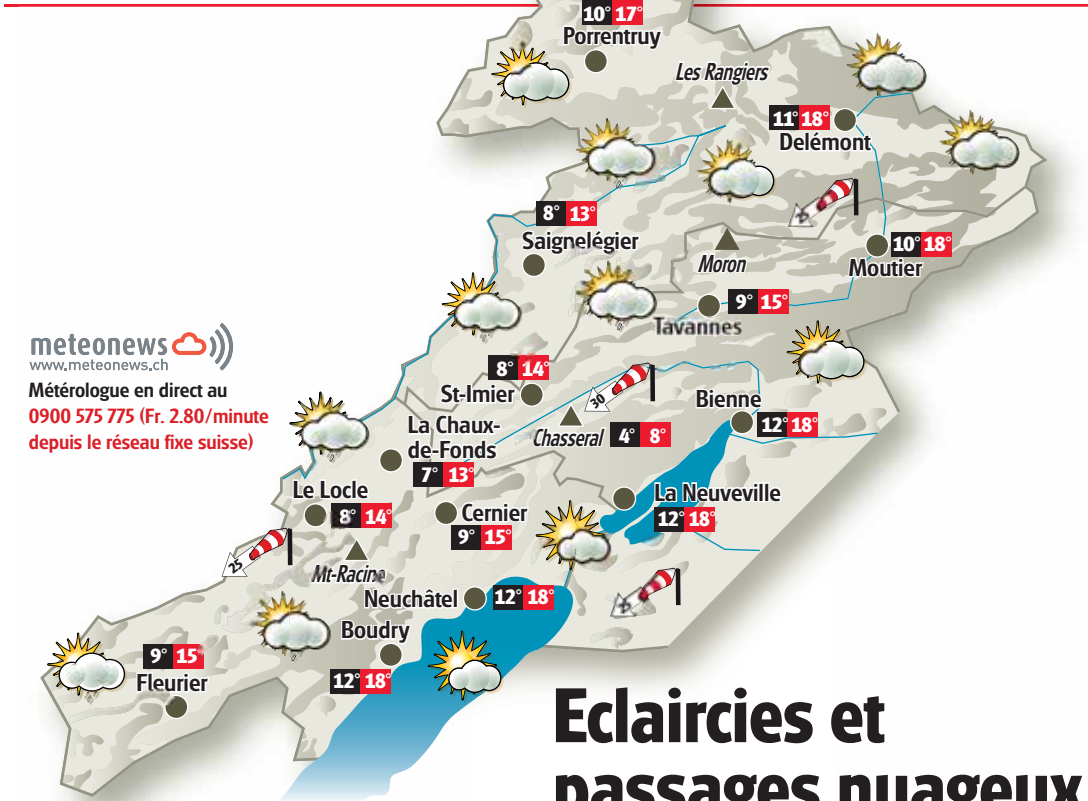 10° 17°
Porrentruy
Les Rangiers
11° 18°
Delémont
8° 13°
Saignelégier
Moron
10° 18°
Moutier
9° 15°
Tavannes
meteonews
www.meteonews.ch
Métérologue en direct au
0900 575 775 (Fr. 2.80/minute
depuis le réseau fixe suisse)
8° 14°
St-Imier
30
Chasseral 4° 8°
Bienne
12° 18°
La Chaux-
de-Fonds
7° 13°
Le Locle
8° 14°
Cernier
9° 15°
La Neuveville
12° 18°
25
Mt-Racine
Neuchâtel 12° 18°
Boudry
12° 18°
9° 15°
Fleurier
Eclaircies et
passages nuageux